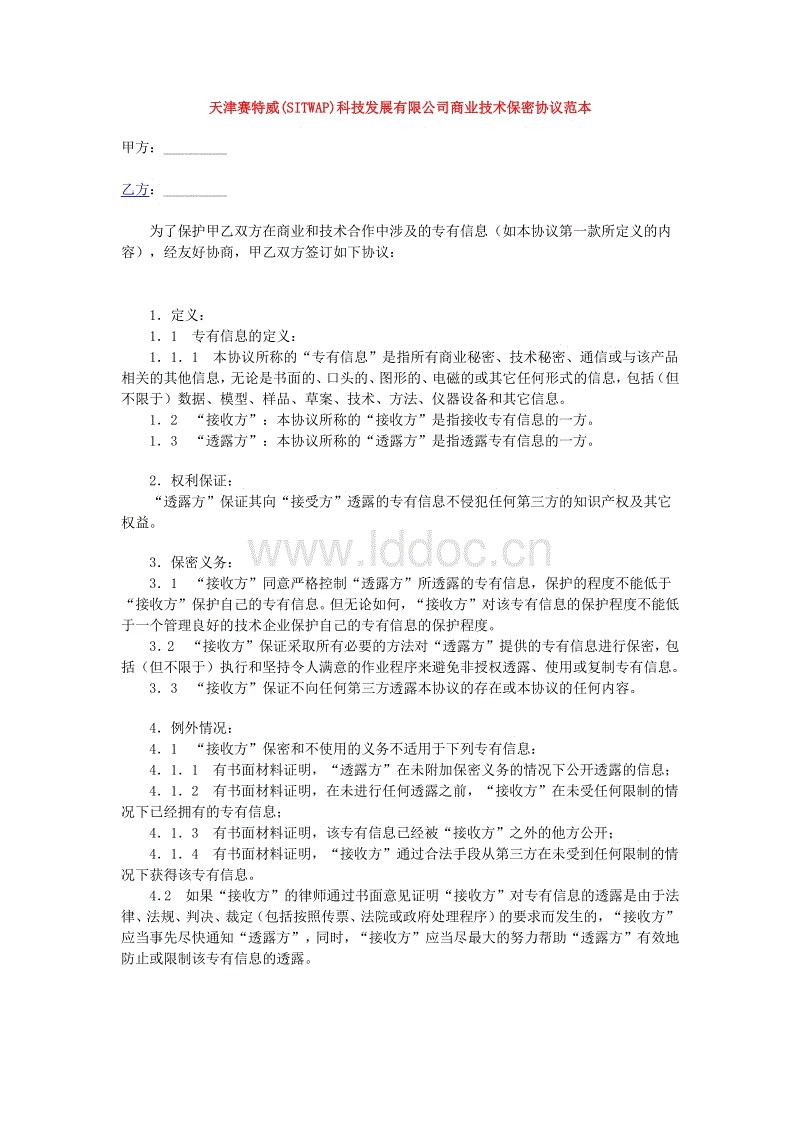 天津赛特威(SITWAP)科技发展有限公司商业技术保密协议范本
甲方：_________
乙方：_________
为了保护甲乙双方在商业和技术合作中涉及的专有信息（如本协议第一款所定义的内
容），经友好协商，甲乙双方签订如下协议：
1．定义：
1．1　专有信息的定义：
1．1．1　本协议所称的“专有信息”是指所有商业秘密、技术秘密、通信或与该产品
相关的其他信息，无论是书面的、口头的、图形的、电磁的或其它任何形式的信息，包括（但
不限于）数据、模型、样品、草案、技术、方法、仪器设备和其它信息。
1．2　“接收方”：本协议所称的“接收方”是指接收专有信息的一方。
1．3　“透露方”：本协议所称的“透露方”是指透露专有信息的一方。
2．权利保证：
“透露方”保证其向“接受方”透露的专有信息不侵犯任何第三方的知识产权及其它
权益。
www.lddoc.cn
3．保密义务：
3．1　“接收方”同意严格控制“透露方”所透露的专有信息，保护的程度不能低于
“接收方”保护自己的专有信息。但无论如何，“接收方”对该专有信息的保护程度不能低
于一个管理良好的技术企业保护自己的专有信息的保护程度。
3．2　“接收方”保证采取所有必要的方法对“透露方”提供的专有信息进行保密，包
括（但不限于）执行和坚持令人满意的作业程序来避免非授权透露、使用或复制专有信息。
3．3　“接收方”保证不向任何第三方透露本协议的存在或本协议的任何内容。
4．例外情况：
4．1　“接收方”保密和不使用的义务不适用于下列专有信息；
4．1．1　有书面材料证明，“透露方”在未附加保密义务的情况下公开透露的信息；
4．1．2　有书面材料证明，在未进行任何透露之前，“接收方”在未受任何限制的情
况下已经拥有的专有信息；
4．1．3　有书面材料证明，该专有信息已经被“接收方”之外的他方公开；
4．1．4　有书面材料证明，“接收方”通过合法手段从第三方在未受到任何限制的情
况下获得该专有信息。
4.2　如果“接收方”的律师通过书面意见证明“接收方”对专有信息的透露是由于法
律、法规、判决、裁定（包括按照传票、法院或政府处理程序）的要求而发生的，“接收方”
应当事先尽快通知“透露方”，同时，“接收方”应当尽最大的努力帮助“透露方”有效地
防止或限制该专有信息的透露。